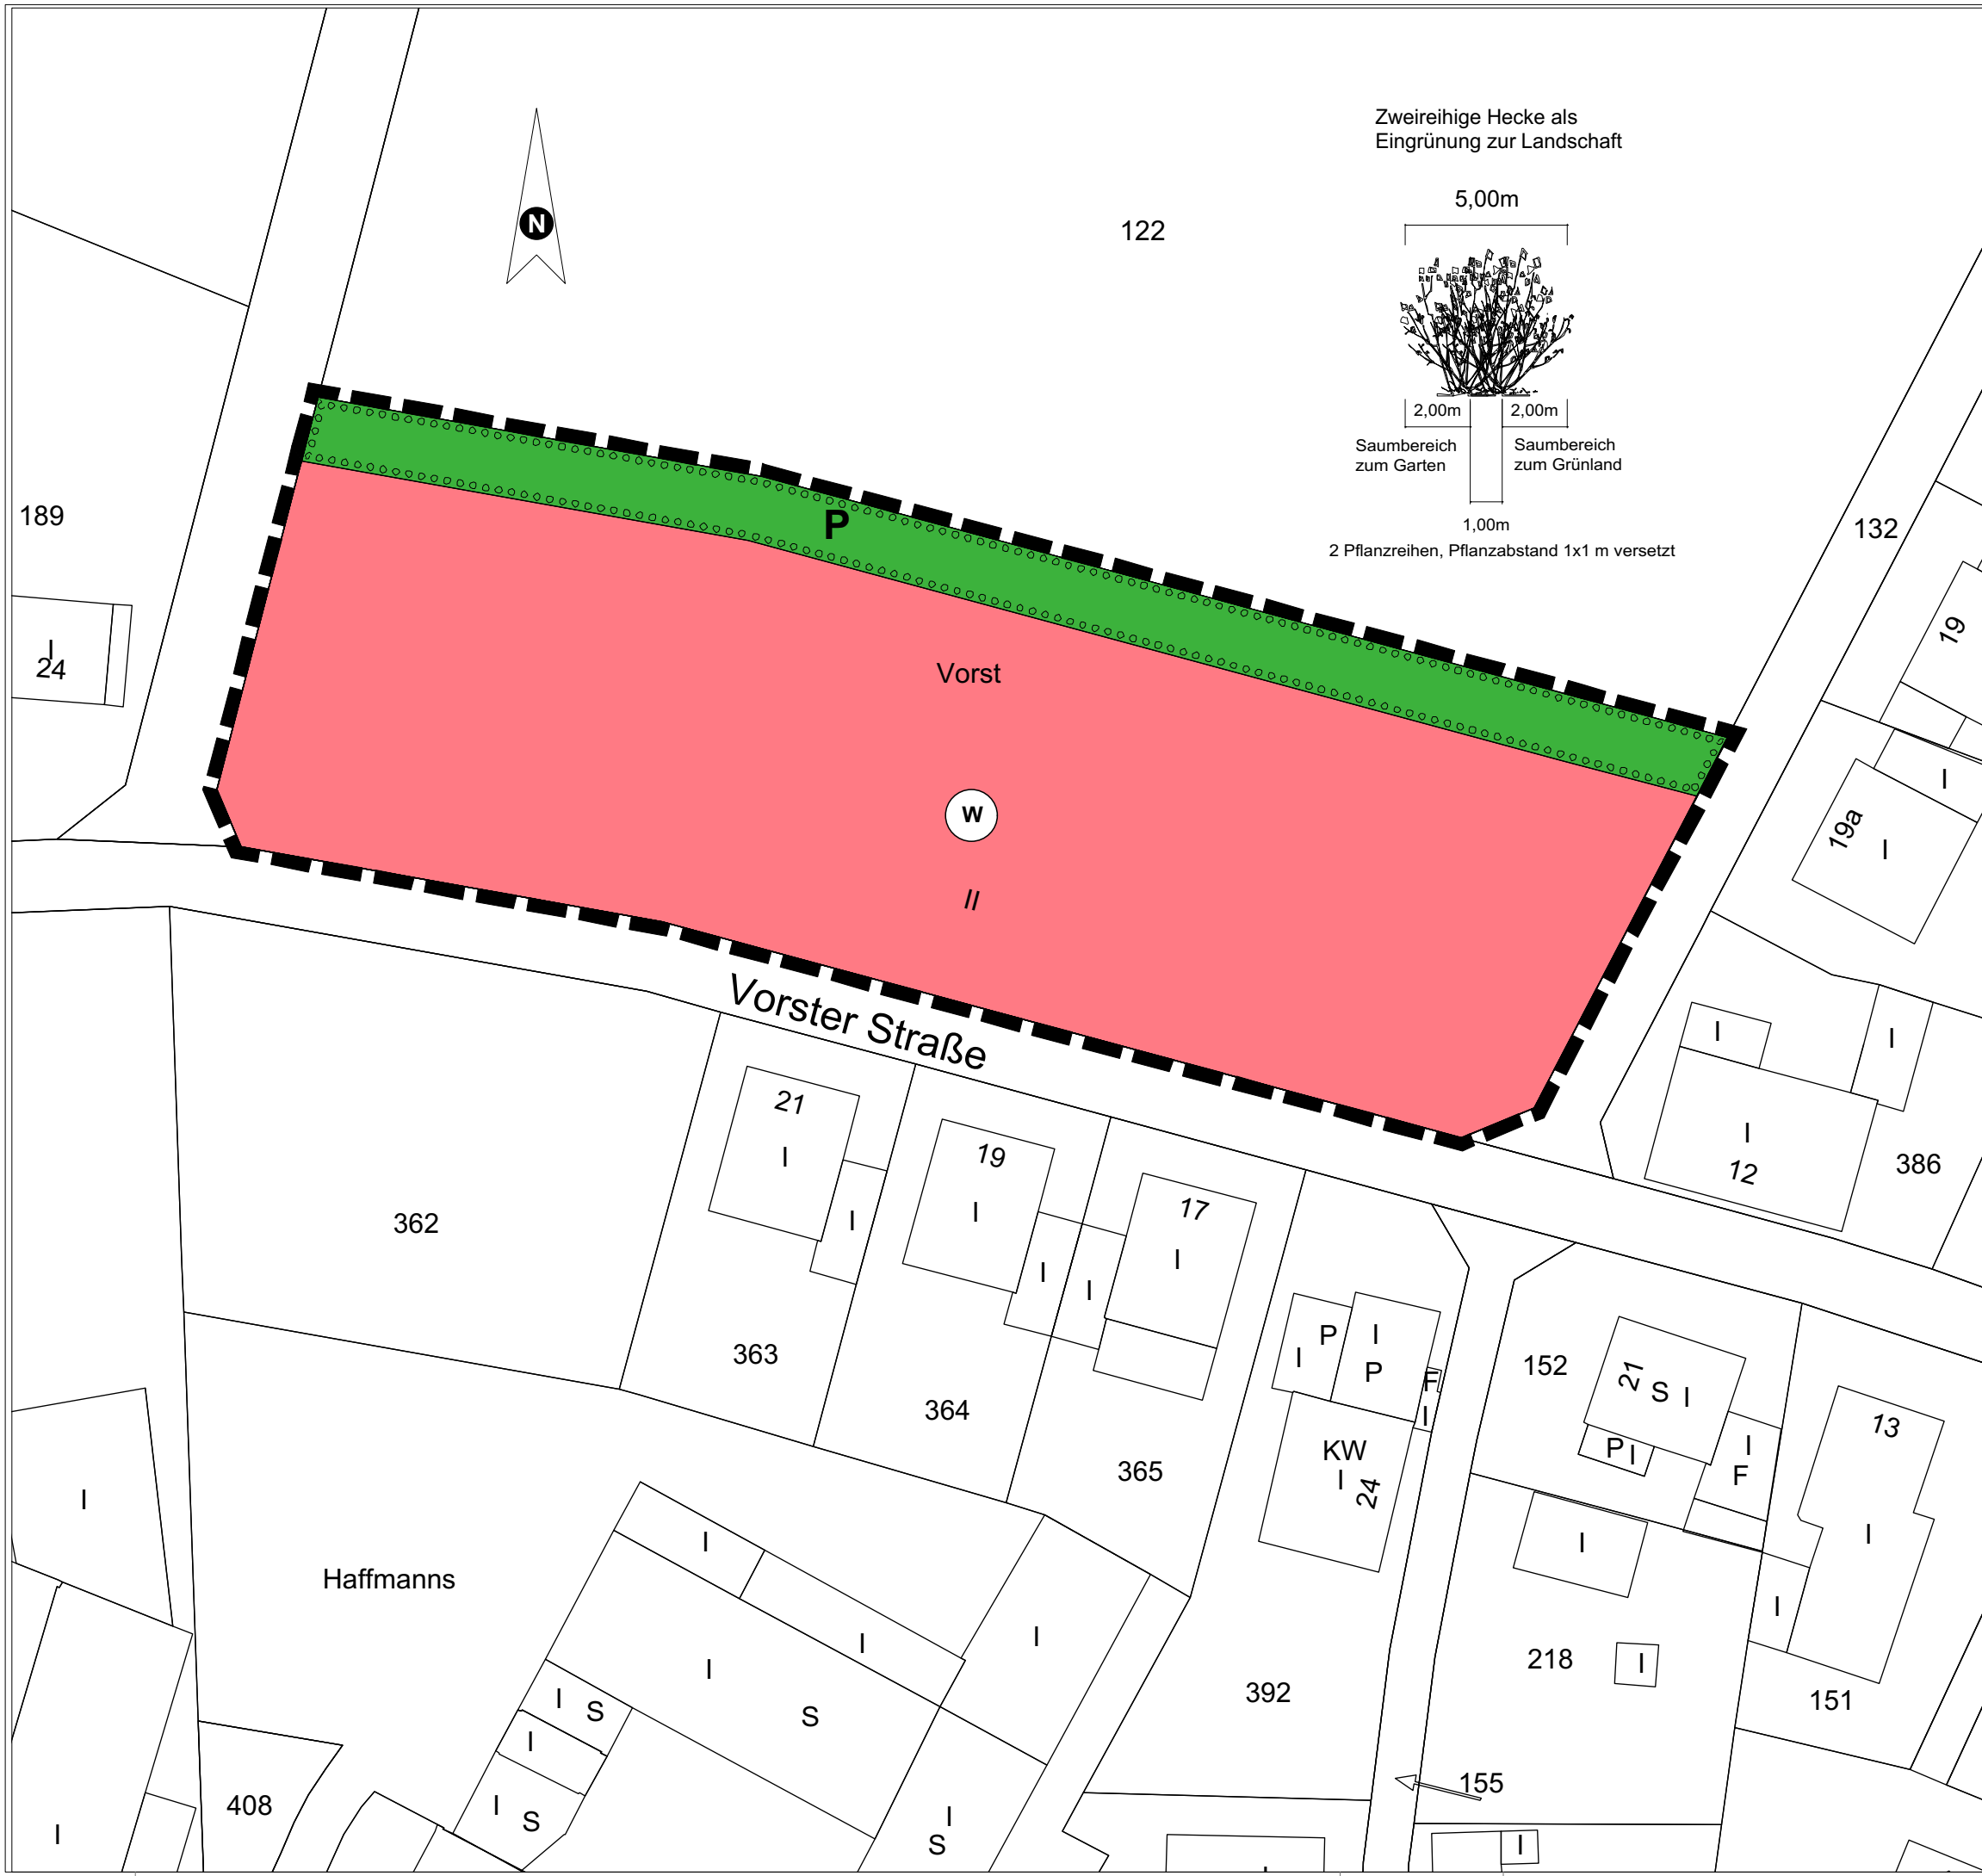 Zweireihige Hecke als
Eingrünung zur Landschaft
5,00m
N
122
2,00m 2,00m
Saumbereich
zum Garten
Saumbereich
zum Grünland
1,00m
2 Pflanzreihen, Pflanzabstand 1x1 m versetzt
189
P
132
19
I
24
Vorst
I
W
19a
I
II
Vorster Straße
I
I
21
I
19
I
17
I
I
12
386
362
I
I
I
P
I
I
P
F
I
152
21
S I
363
364
13
P I
I
F
365
KW
I
24
I
I
I
I
Haffmanns
I
I
I
I
I
S
218
I
392
151
I S
I
155
408
I S
I
S
I
I